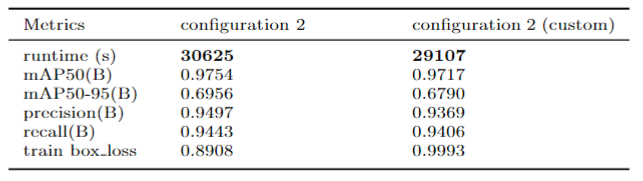 Metrics configuration 2 configuration 2 (custom)
runtime (s) 30625 29107
mAP50(B) 0.9754 0.9717
mAP50-95(B) 0.6956 0.6790
precision(B) 0.9497 0.9369
recall(B) 0.9443 0.9406
train box_loss 0.8908 0.9993